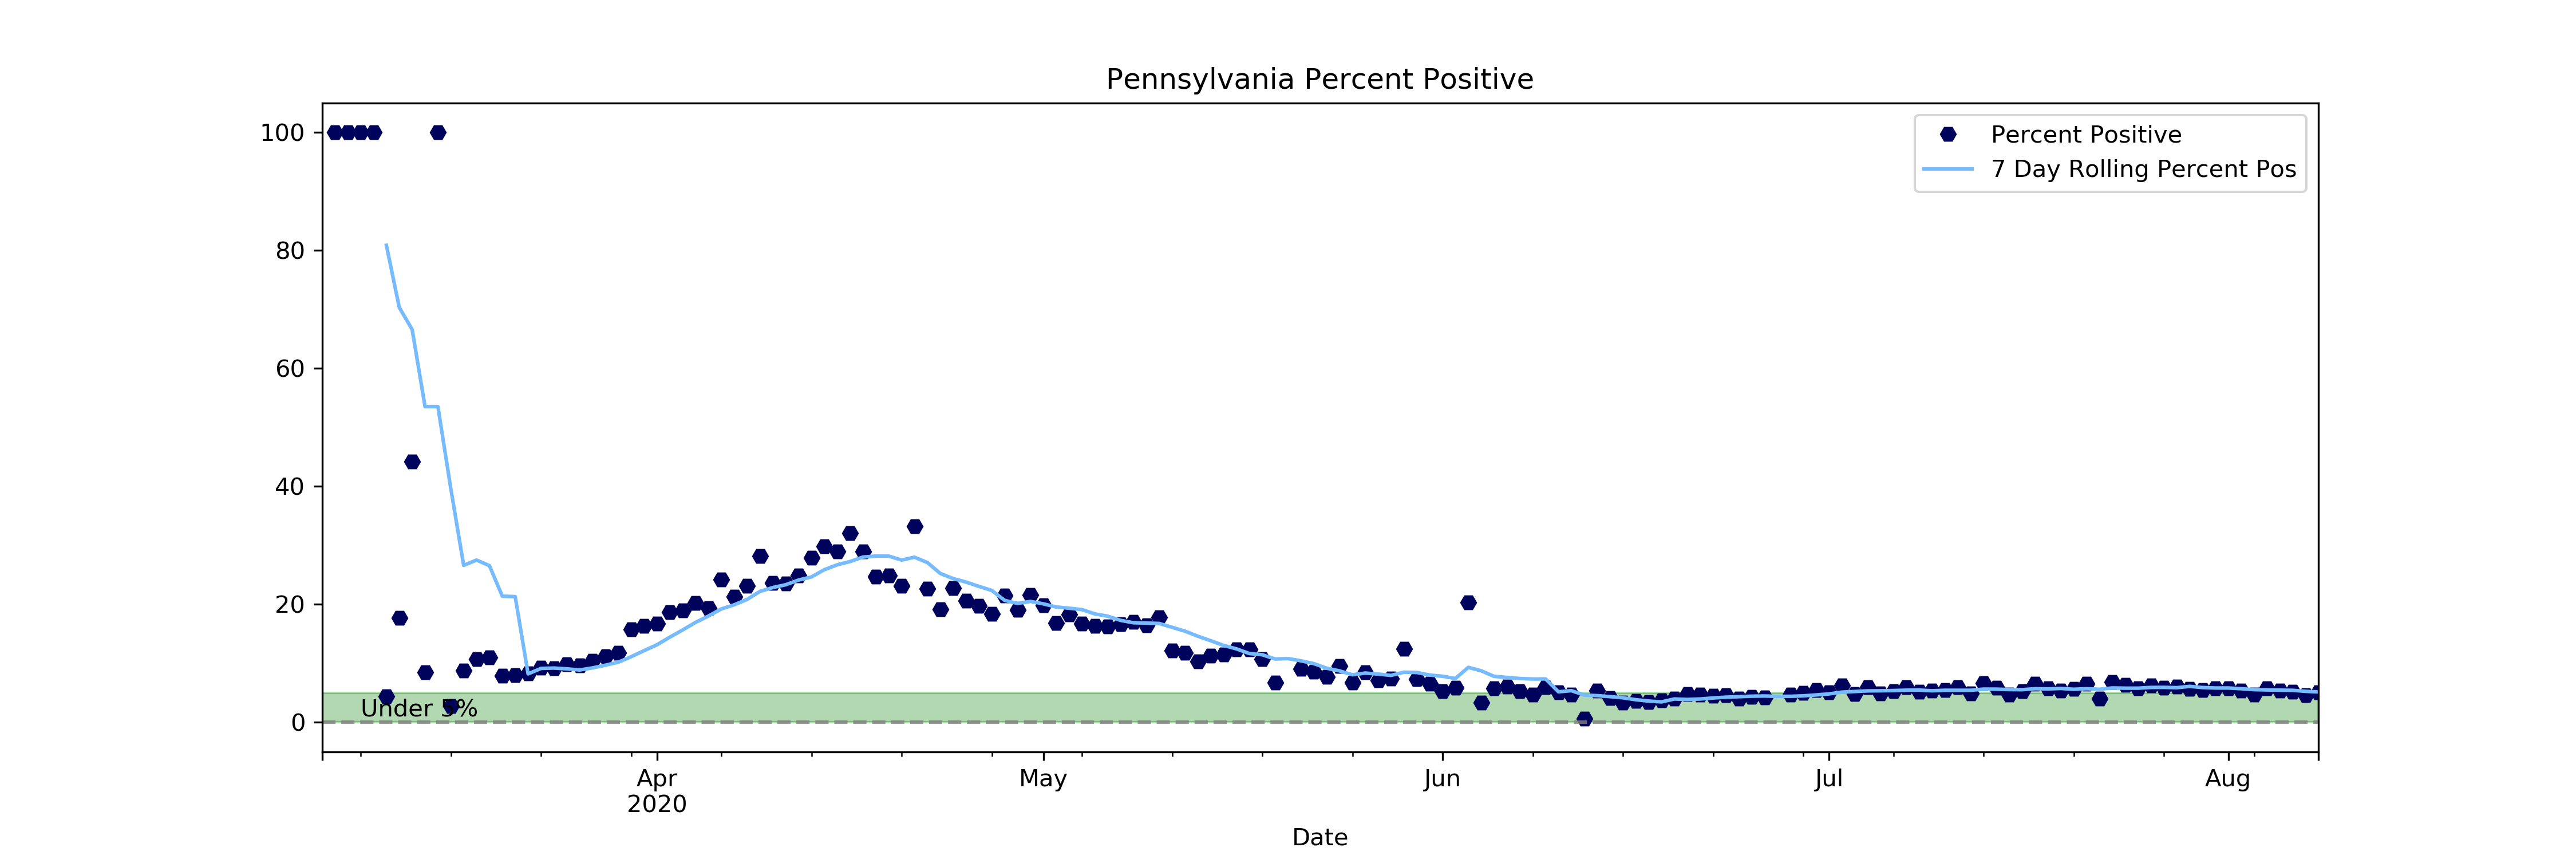 Pennsylvania Percent Positive
Percent Positive
7 Day Rolling Percent Pos
100
80
60
40
20
0
Under 5%
Apr
2020
May
Jun
Jul
Aug
Date